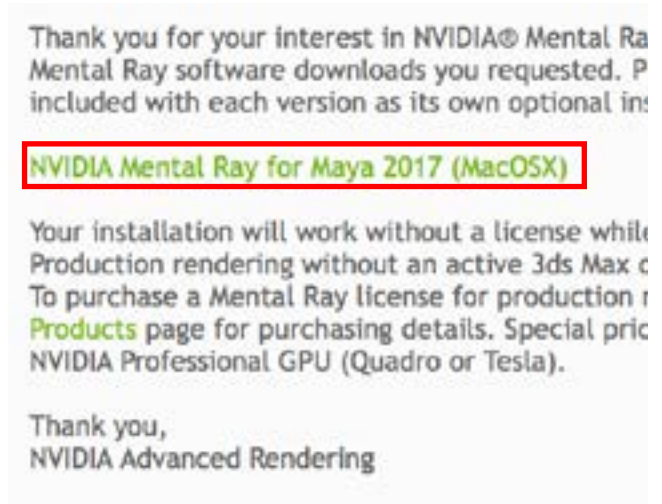 Thank you for your interest in NVIDIA® Mental Ra
Mental Ray software downloads you requested. P
included with each version as its own optional ins
NVIDIA Mental Ray for Maya 2017 (MacOSX)
Your installation will work without a license while
Production rendering without an active 3ds Max o
To purchase a Mental Ray license for production r
Products page for purchasing details. Special pric
NVIDIA Professional GPU (Quadro or Tesla).
Thank you,
NVIDIA Advanced Rendering